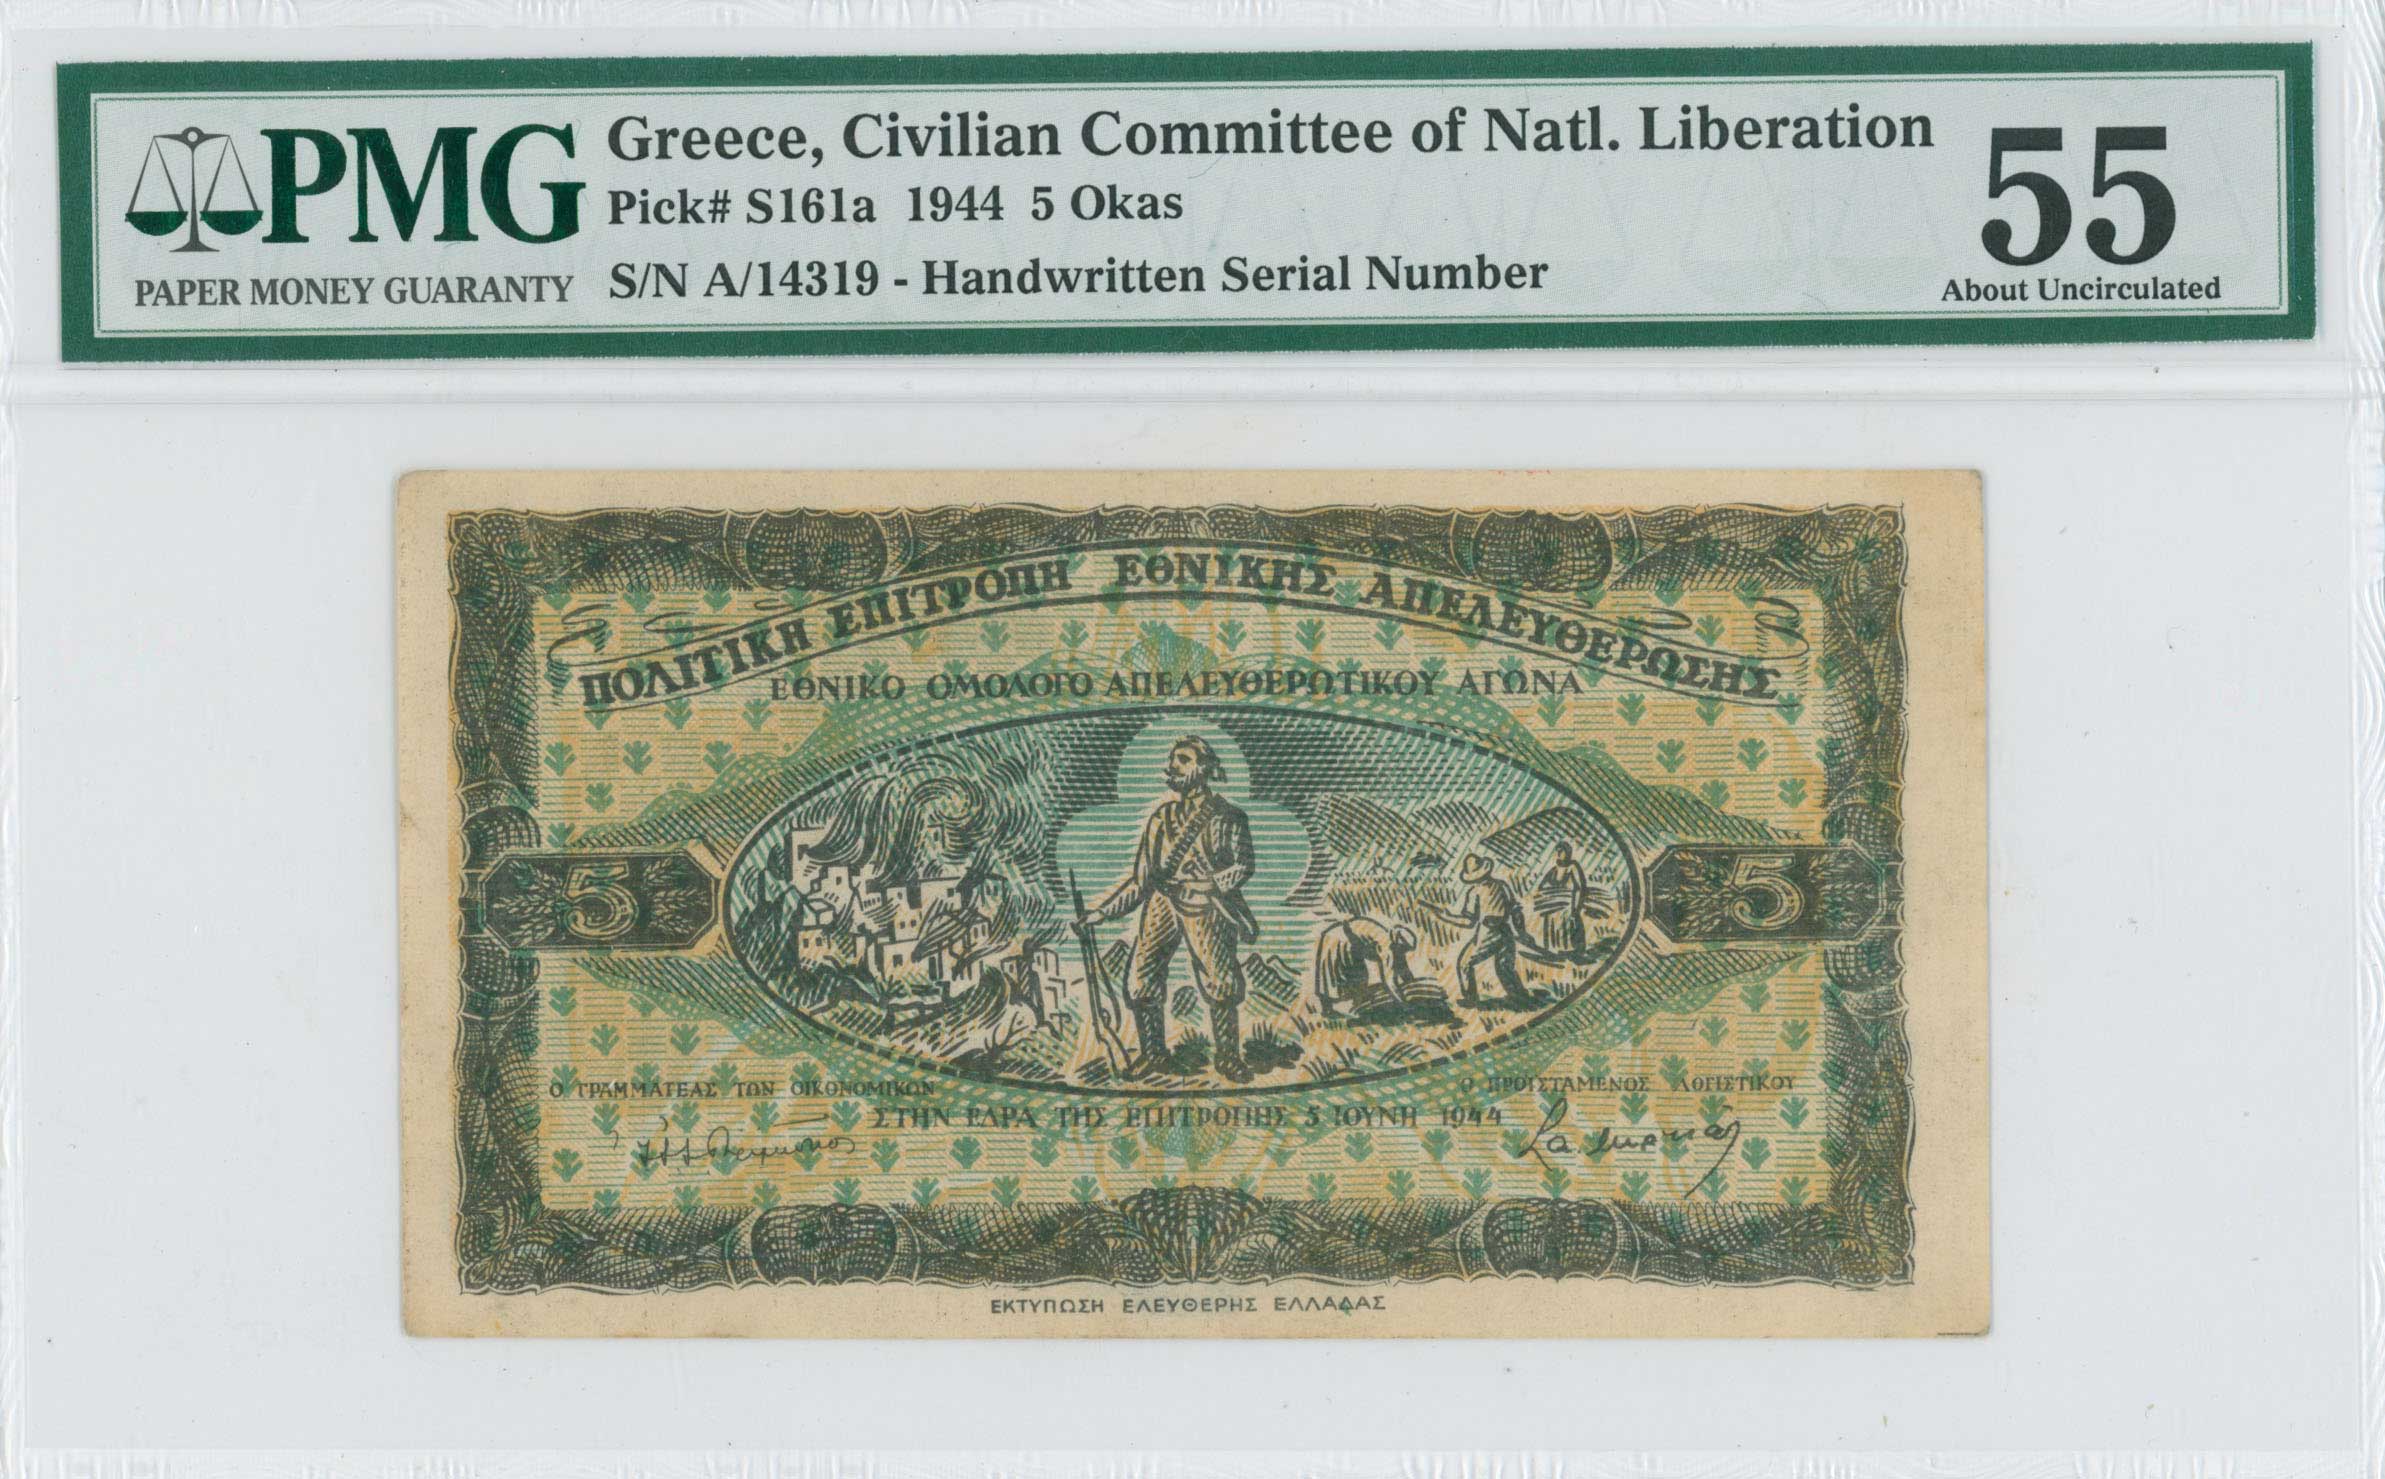 PMG
PAPER MONEY GUARANTY
Greece, Civilian Committee of Natl. Liberation
Pick# S161a 1944 5 Okas
S/N A/14319 - Handwritten Serial Number
55
About Uncirculated
ΠΟΛΙΤΙΚΗ ΕΠΙΤΡΟΠΗ ΕΘΝΙΚΗΣ ΑΠΕΛΕΥΘΕΡΩΣΗΣ
ΕΘΝΙΚΟ ΟΜΟΛΟΓΟ ΑΠΕΛΕΥΘΕΡΩΤΙΚΟΥ ΑΓΩΝΑ
5
5
Ο ΓΡΑΜΜΑΤΕΑΣ ΤΩΝ ΟΙΚΟΝΟΜΙΚΩΝ
Ο ΠΡΟΪΣΤΑΜΕΝΟΣ ΛΟΓΙΣΤΙΚΟΥ
ΣΤΗΝ ΕΔΡΑ ΤΗΣ ΕΠΙΤΡΟΠΗΣ 5 ΙΟΥΝΗ 1944
ΕΚΤΥΠΩΣΗ ΕΛΕΥΘΕΡΗΣ ΕΛΛΑΔΑΣ